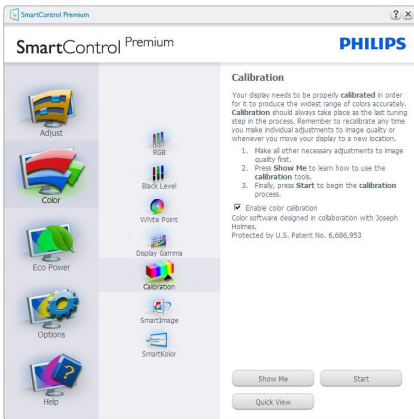 SmartControl Premium
SmartControl Premium
PHILIPS
Adjust
Color
Eco Power
Options
Help
RGB
Black Level
White Point
Display Gamma
Calibration
SmartImage
SmartKolor
Calibration
Your display needs to be properly calibrated in order
for it to produce the widest range of colors accurately.
Calibration should always take place as the last tuning
step in the process. Remember to recalibrate any time
you make individual adjustments to image quality or
whenever you move your display to a new location.
1. Make all other necessary adjustments to image
quality first.
2. Press Show Me to learn how to use the
calibration tools.
3. Finally, press Start to begin the calibration
process.
Enable color calibration
Color software designed in collaboration with Joseph
Holmes.
Protected by U.S. Patent No. 6,686,953
Show Me
Start
Quick View